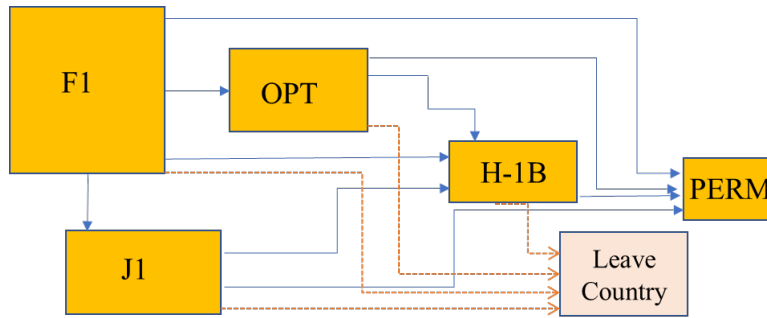 F1
OPT
H-1B
PERM
J1
Leave
Country